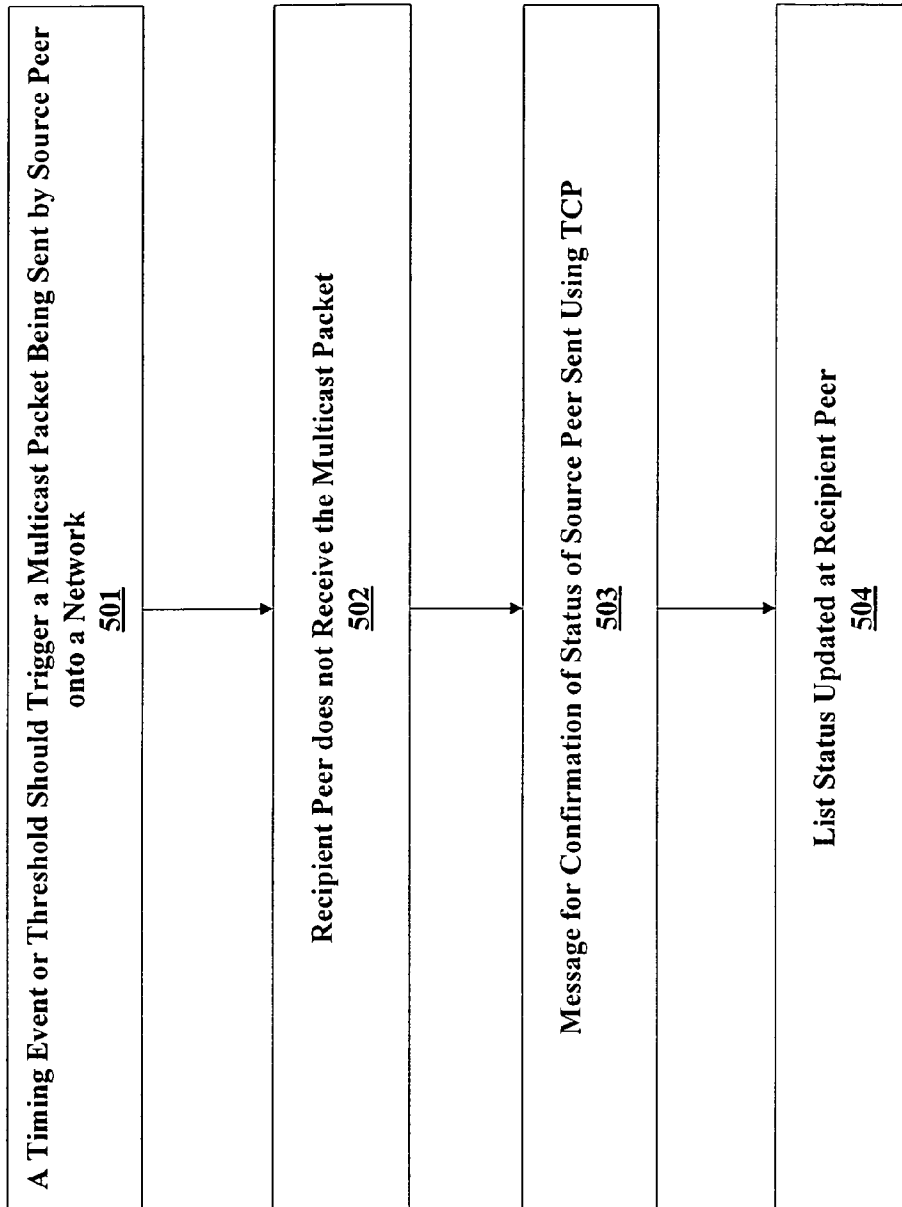 A Timing Event or Threshold Should Trigger a Multicast Packet Being Sent by Source Peer
onto a Network
501
Recipient Peer does not Receive the Multicast Packet
502
Message for Confirmation of Status of Source Peer Sent Using TCP
503
List Status Updated at Recipient Peer
504